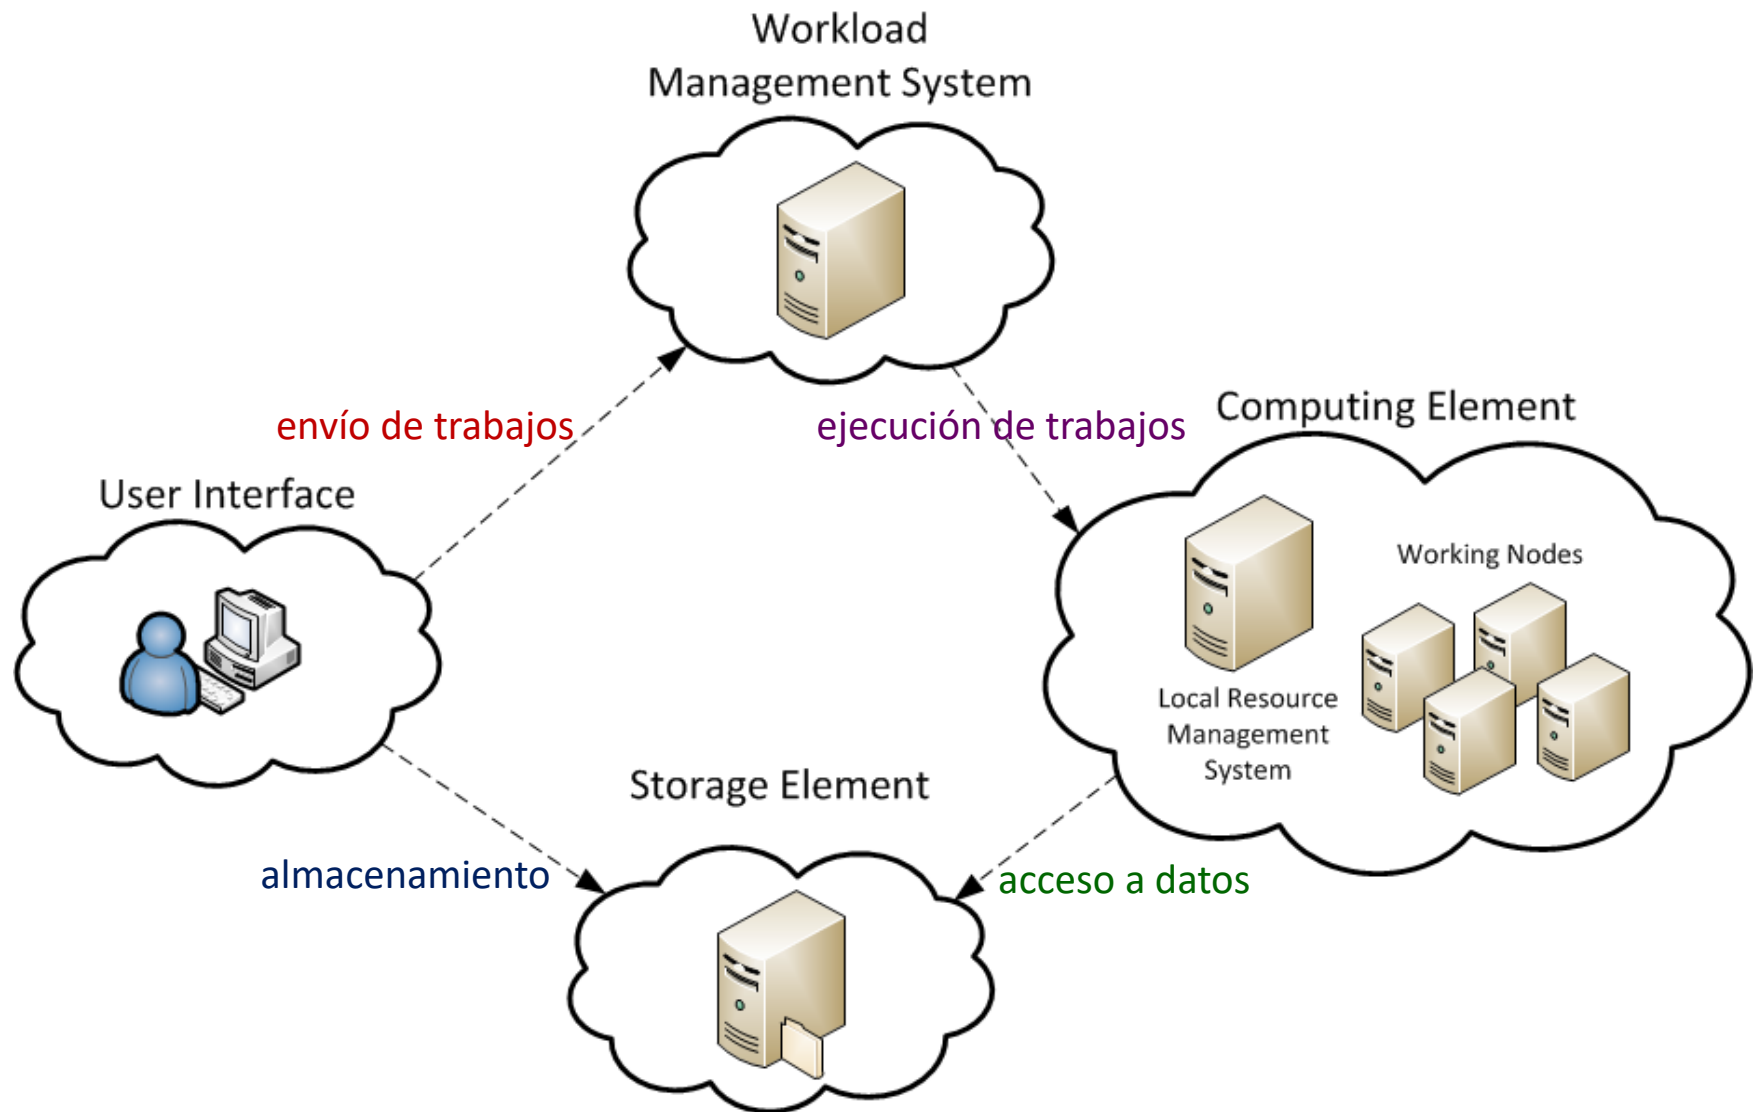 Workload
Management System
envío de trabajos
ejecución de trabajos
Computing Element
User Interface
Working Nodes
Local Resource
Management
System
Storage Element
almacenamiento
acceso a datos